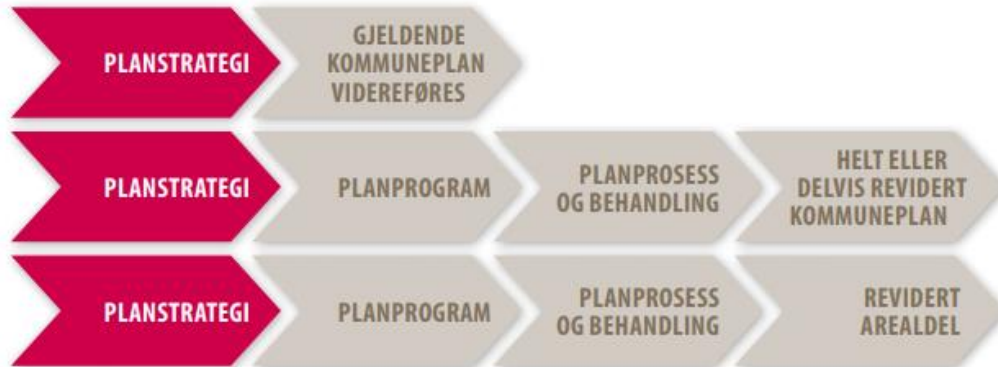 PLANSTRATEGI
GJELDENDE
KOMMUNEPLAN
VIDEREFØRES
PLANSTRATEGI
PLANPROGRAM
PLANPROSESS
OG BEHANDLING
HELT ELLER
DELVIS REVIDERT
KOMMUNEPLAN
PLANSTRATEGI
PLANPROGRAM
PLANPROSESS
OG BEHANDLING
REVIDERT
AREALDEL